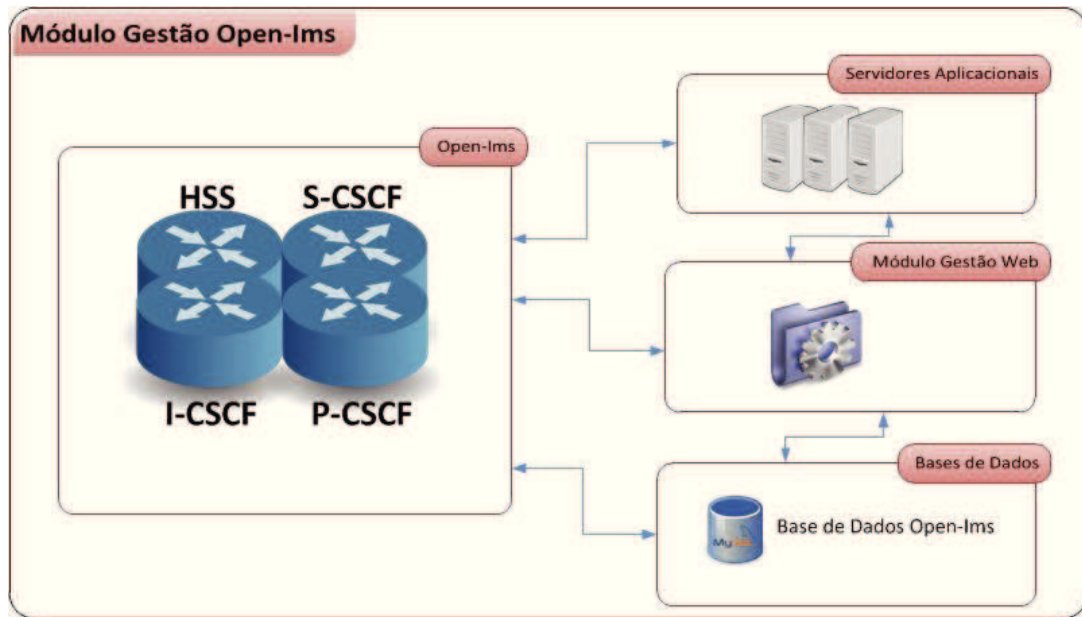 Módulo Gestão Open-Ims
Servidores Aplicacionais
Open-Ims
HSS S-CSCF
I-CSCF P-CSCF
Módulo Gestão Web
Bases de Dados
MySQL
Base de Dados Open-Ims